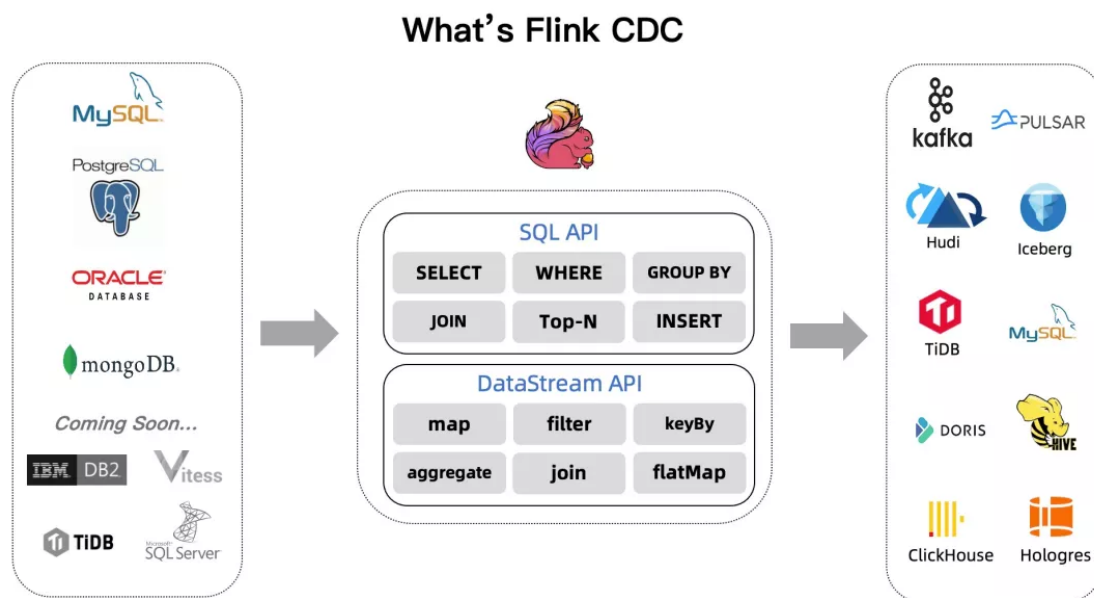 What's Flink CDC
MySQL
PostgreSQL
ORACLE
DATABASE
mongoDB
Coming Soon...
IBM DB2
Vitess
TiDB
Microsoft
SQL Server
SQL API
SELECT WHERE GROUP BY
JOIN Top-N INSERT
DataStream API
map filter keyBy
aggregate join flatMap
kafka
PULSAR
Hudi
Iceberg
TiDB
MySQL
DORIS
HIVE
ClickHouse
Hologres